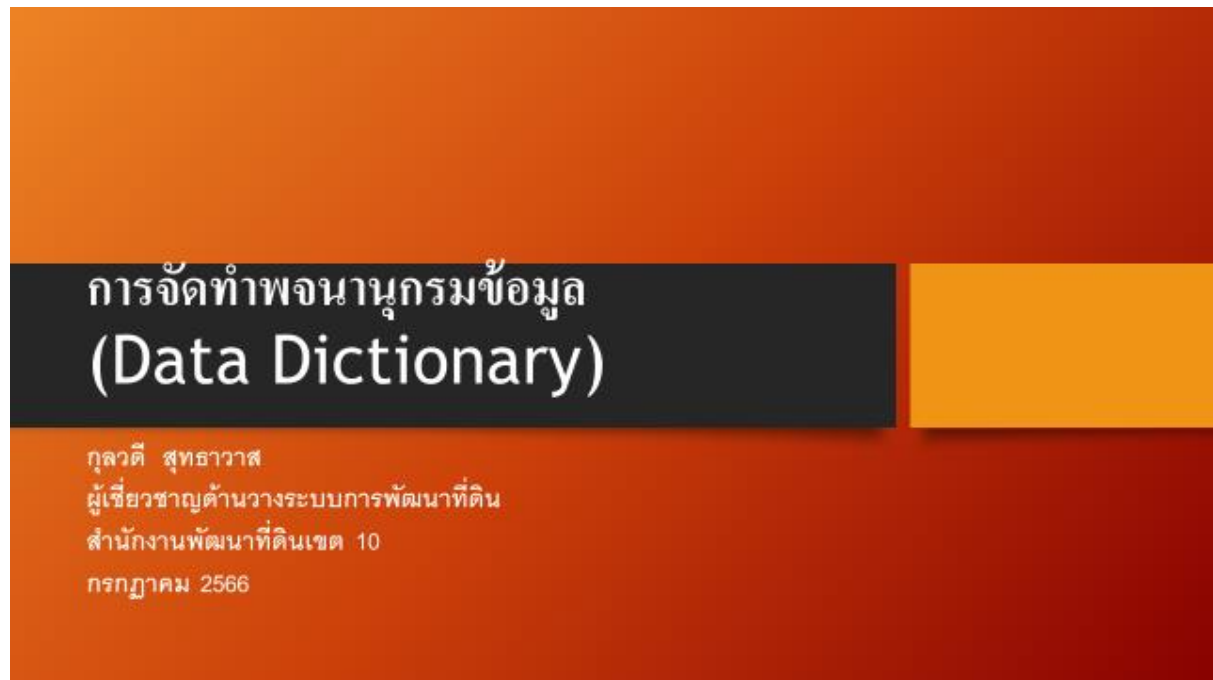 การจัดทำพจนานุกรมข้อมูล
(Data Dictionary)
กุลวดี สุทธาวาส
ผู้เชี่ยวชาญด้านวางระบบการพัฒนาที่ดิน
สำนักงานพัฒนาที่ดินเขต 10
กรกฎาคม 2566